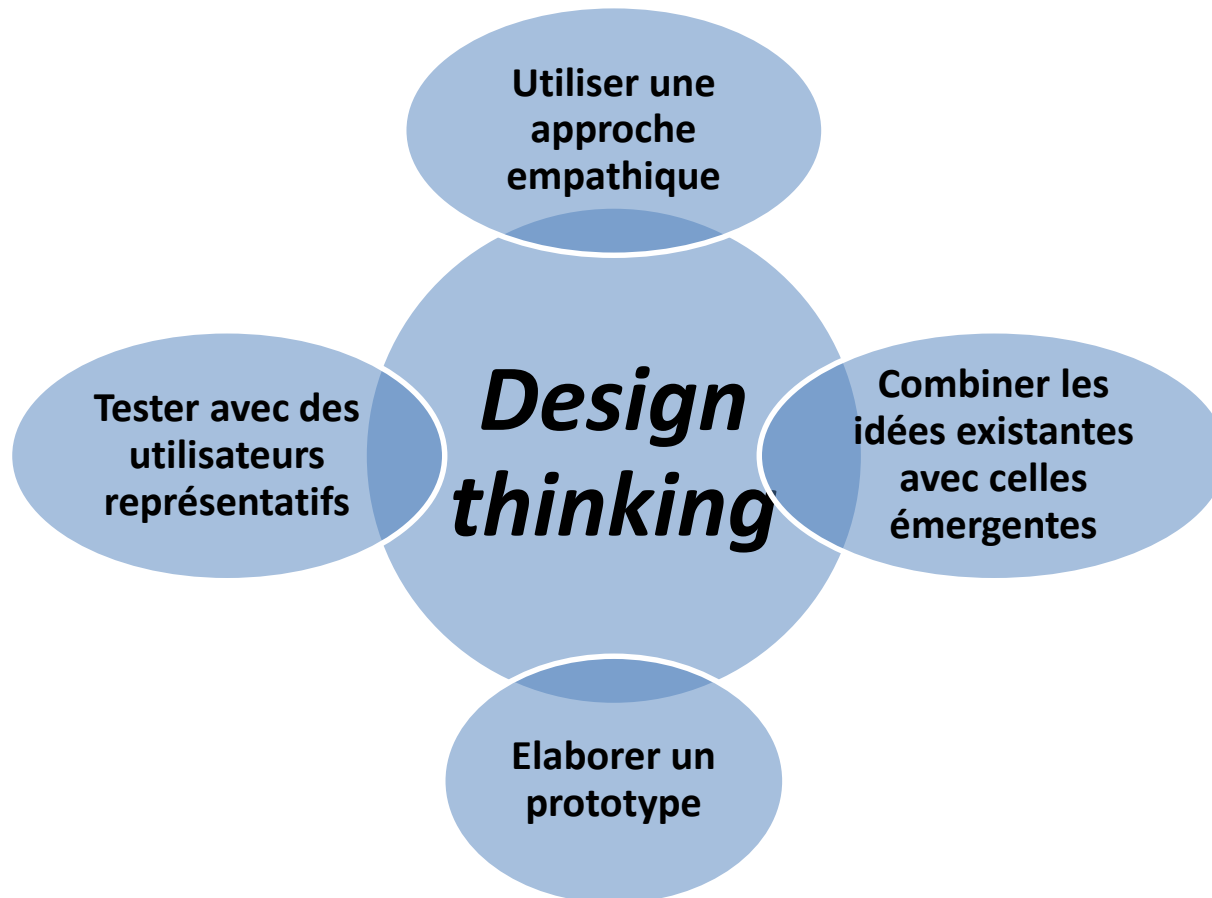 Utiliser une
approche
empathique
Design
thinking
Combiner les
idées existantes
avec celles
émergentes
Elaborer un
prototype
Tester avec des
utilisateurs
représentatifs